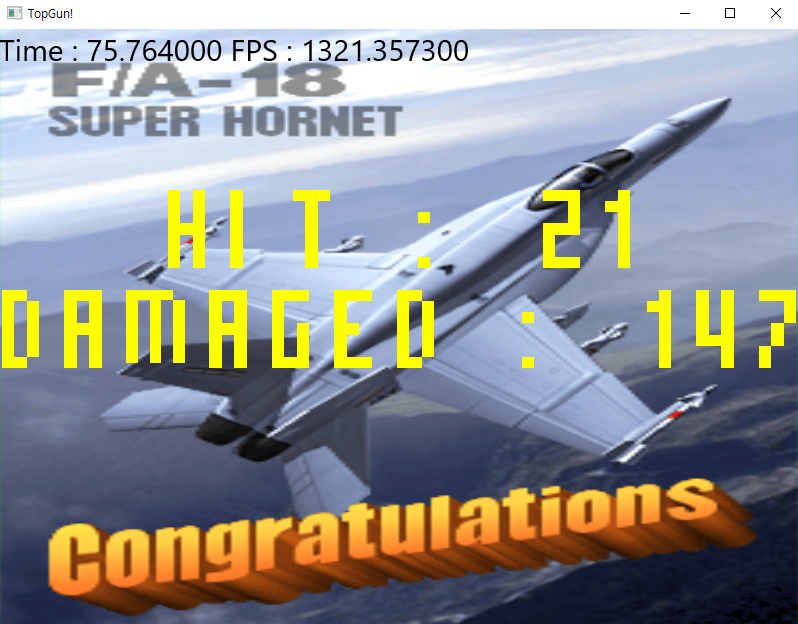 TopGun!
Time : 75.764000 FPS : 1321.357300
F/A-18
SUPER HORNET
HIT : 21
DAMAGED : 147
Congratulations